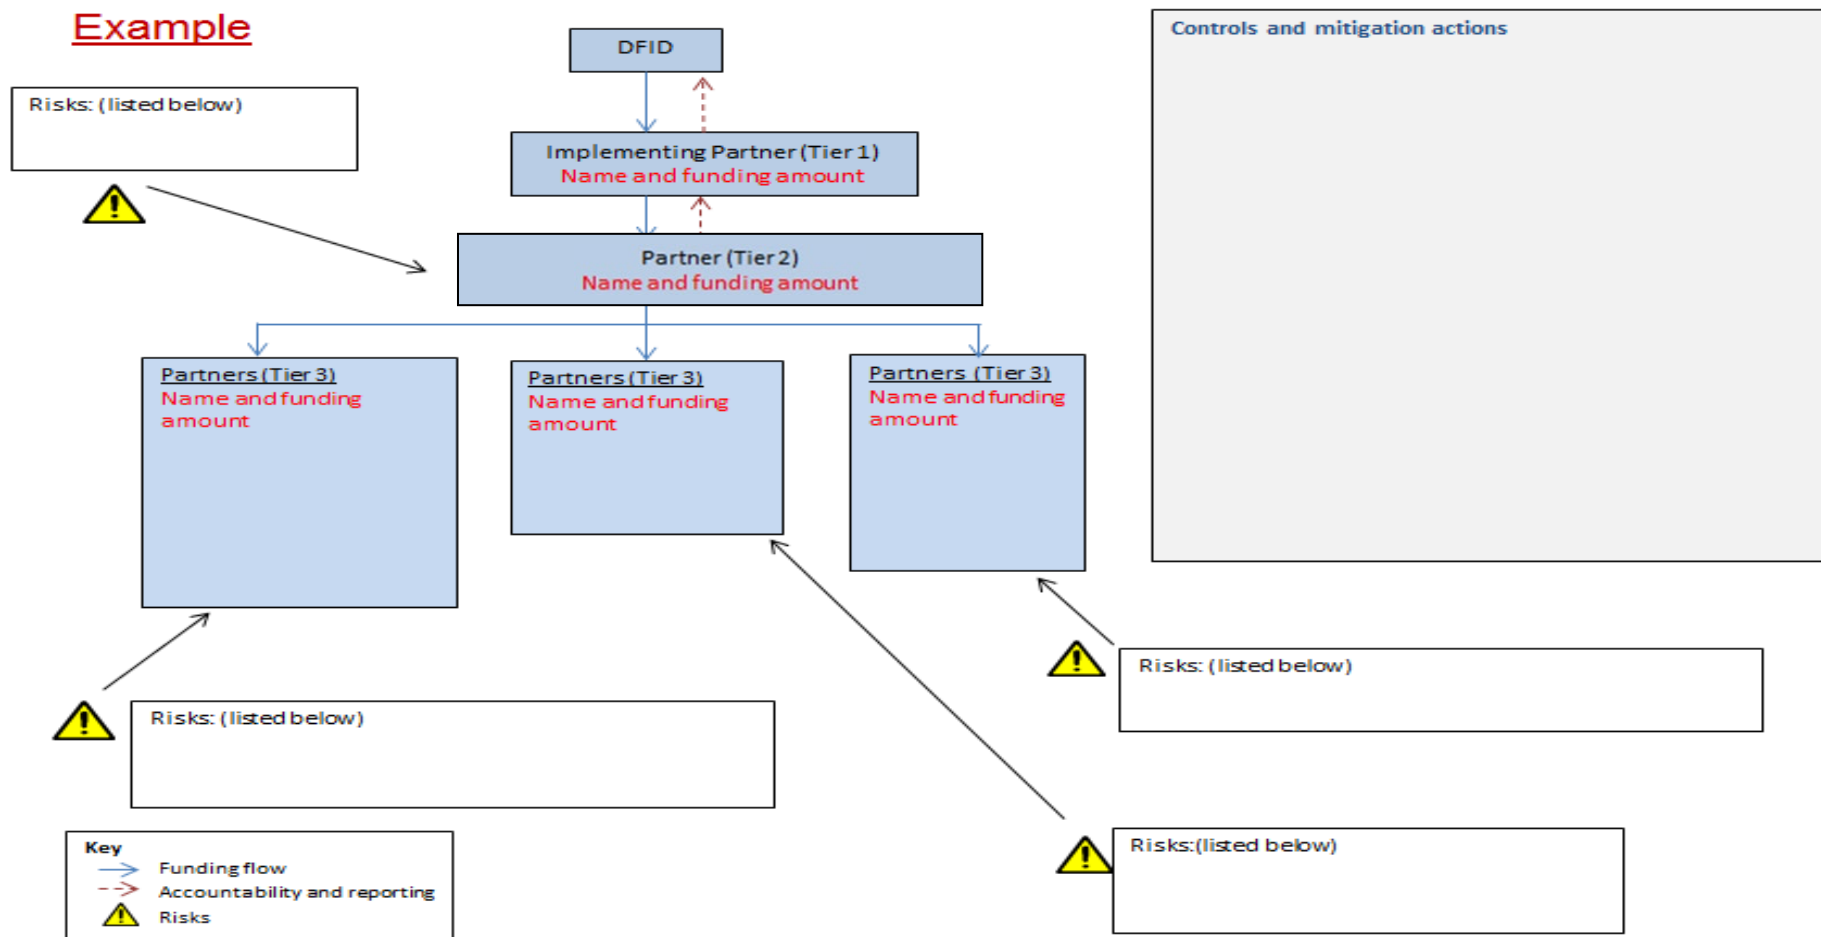 Example
DFID
Controls and mitigation actions
Risks: (listed below)
Implementing Partner (Tier 1)
Name and funding amount
Partner (Tier 2)
Name and funding amount
Partners (Tier 3)
Name and funding
amount
Partners (Tier 3)
Name and funding
amount
Partners (Tier 3)
Name and funding
amount
Risks: (listed below)
Risks: (listed below)
Risks:(listed below)
Key
Funding flow
Accountability and reporting
Risks